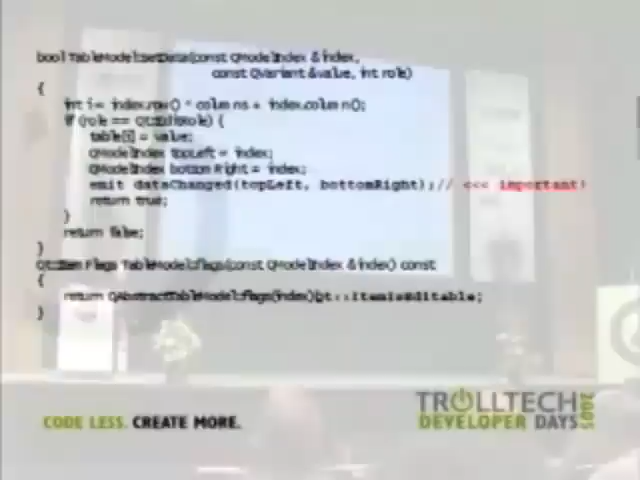 bool TableModel::setData(const QModelIndex & index,
const QVariant &value, int role)
{
int i = index.row() * columns + index.column();
if (role == Qt::EditRole) {
table[i] = value;
QModelIndex topLeft = index;
QModelIndex bottomRight = index;
emit dataChanged(topLeft, bottomRight);// <<< important!
return true;
}
return false;
}
Qt::Item Flags TableModel::flags(const QModelIndex & index) const
{
return QAbstractTableModel::flags(index)|Qt::ItemIsEditable;
}
CODE LESS. CREATE MORE.
TROLLTECH
DEVELOPER DAYS 2005